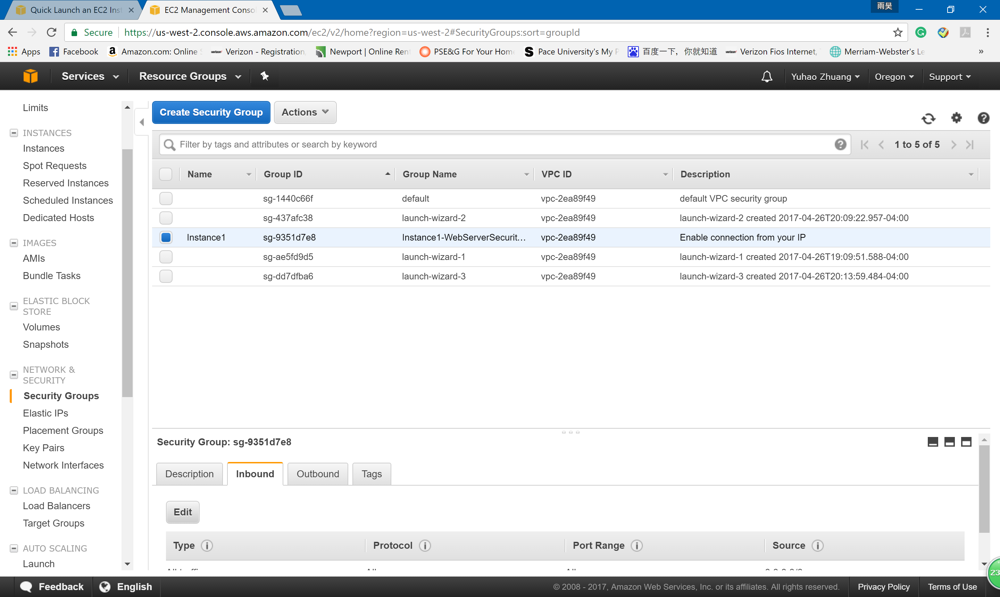 Quick Launch an EC2 Inst
EC2 Management Consol
雨昊
Secure https://us-west-2.console.aws.amazon.com/ec2/v2/home?region=us-west-2#SecurityGroups:sort=groupId
Apps Facebook Amazon.com: Online Verizon - Registration, Newport | Online Rent PSE&G For Your Home Pace University's My P 百度一下，你就知道 Verizon Fios Internet, Merriam-Webster's Le »
Services Resource Groups Yuhao Zhuang Oregon Support
Limits
INSTANCES
Instances
Spot Requests
Reserved Instances
Scheduled Instances
Dedicated Hosts
IMAGES
AMIs
Bundle Tasks
ELASTIC BLOCK
STORE
Volumes
Snapshots
NETWORK &
SECURITY
Security Groups
Elastic IPs
Placement Groups
Key Pairs
Network Interfaces
LOAD BALANCING
Load Balancers
Target Groups
AUTO SCALING
Launch
Create Security Group Actions
Filter by tags and attributes or search by keyword 1 to 5 of 5
Name Group ID Group Name VPC ID Description
sg-1440c66f default vpc-2ea89f49 default VPC security group
sg-437afc38 launch-wizard-2 vpc-2ea89f49 launch-wizard-2 created 2017-04-26T20:09:22.957-04:00
Instance1 sg-9351d7e8 Instance1-WebServerSecurit... vpc-2ea89f49 Enable connection from your IP
sg-ae5fd9d5 launch-wizard-1 vpc-2ea89f49 launch-wizard-1 created 2017-04-26T19:09:51.588-04:00
sg-dd7dfba6 launch-wizard-3 vpc-2ea89f49 launch-wizard-3 created 2017-04-26T20:13:59.484-04:00
Security Group: sg-9351d7e8
Description Inbound Outbound Tags
Edit
Type Protocol Port Range Source
23
Feedback English © 2008 - 2017, Amazon Web Services, Inc. or its affiliates. All rights reserved. Privacy Policy Terms of Use